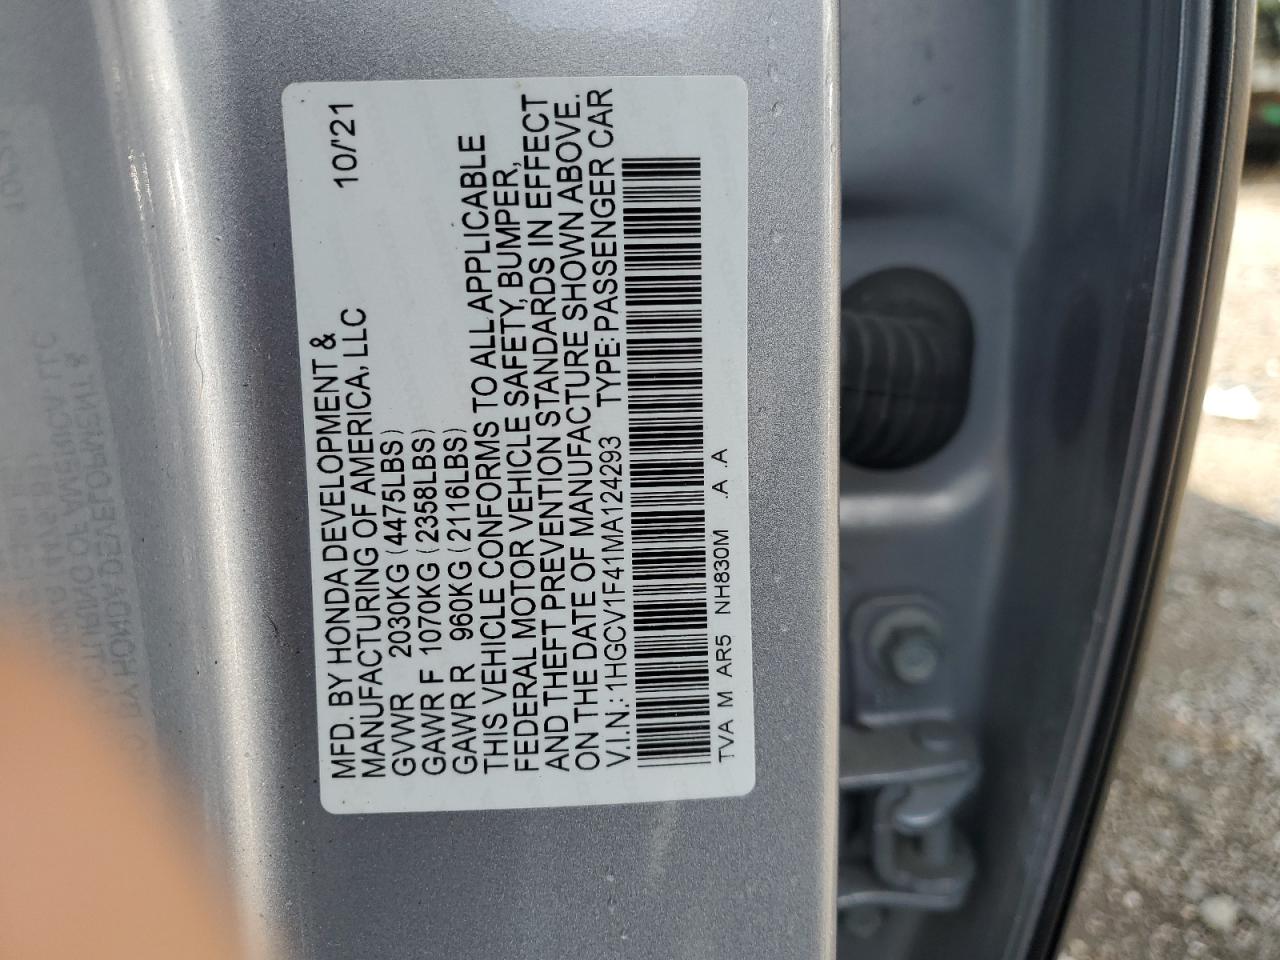 MFD. BY HONDA DEVELOPMENT &
MANUFACTURING OF AMERICA, LLC 10/'21
GVWR 2030KG (4475LBS)
GAWR F 1070KG (2358LBS)
GAWR R 960KG (2116LBS)
THIS VEHICLE CONFORMS TO ALL APPLICABLE
FEDERAL MOTOR VEHICLE SAFETY, BUMPER,
AND THEFT PREVENTION STANDARDS IN EFFECT
ON THE DATE OF MANUFACTURE SHOWN ABOVE.
V.I.N.: 1HGCV1F41MA124293 TYPE: PASSENGER CAR
TVA M AR5 NH830M .A .A